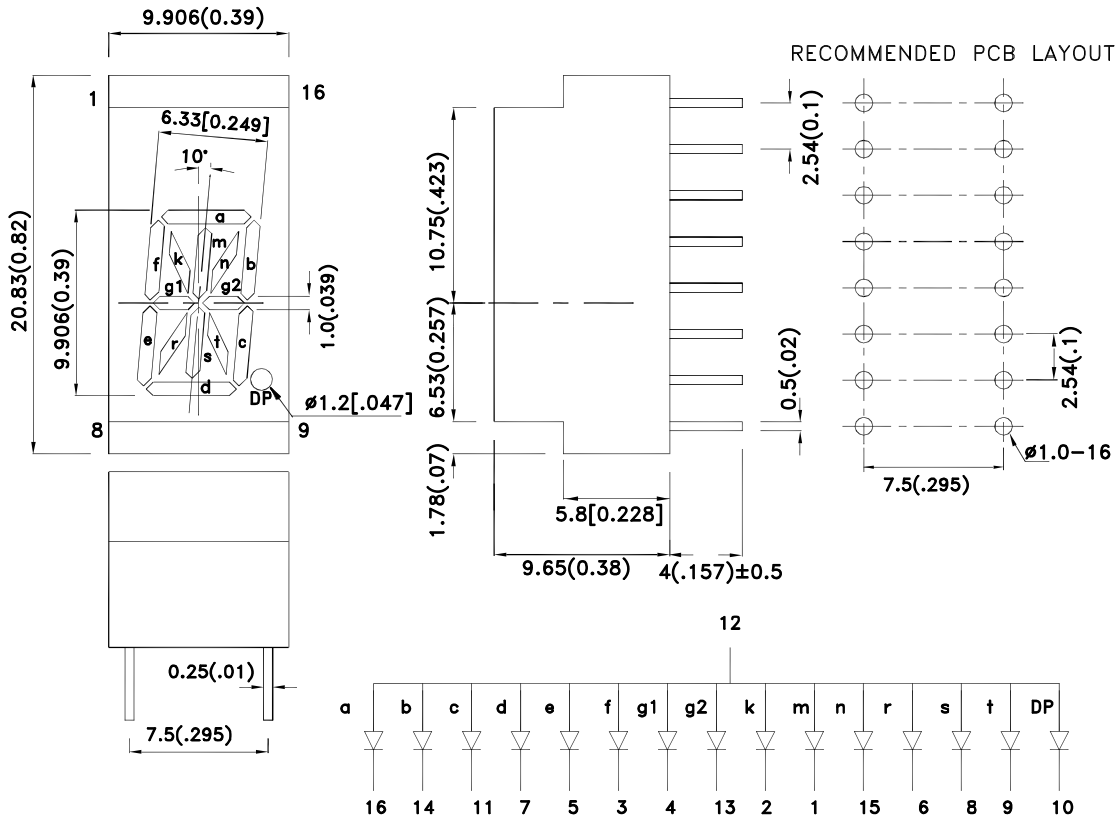 9.906(0.39)
RECOMMENDED PCB LAYOUT
1
16
6.33[0.249]
10°
20.83(0.82)
9.906(0.39)
a
m
f
k
n
b
g1
g2
1.0(.039)
e
r
s
t
c
d
DP
ø1.2[.047]
8
9
10.75(.423)
6.53(0.257)
1.78(.07)
2.54(0.1)
0.5(.02)
5.8[0.228]
9.65(0.38)
4(.157)±0.5
2.54(.1)
ø1.0-16
7.5(.295)
0.25(.01)
7.5(.295)
12
a b c d e f g1 g2 k m n r s t DP
16 14 11 7 5 3 4 13 2 1 15 6 8 9 10